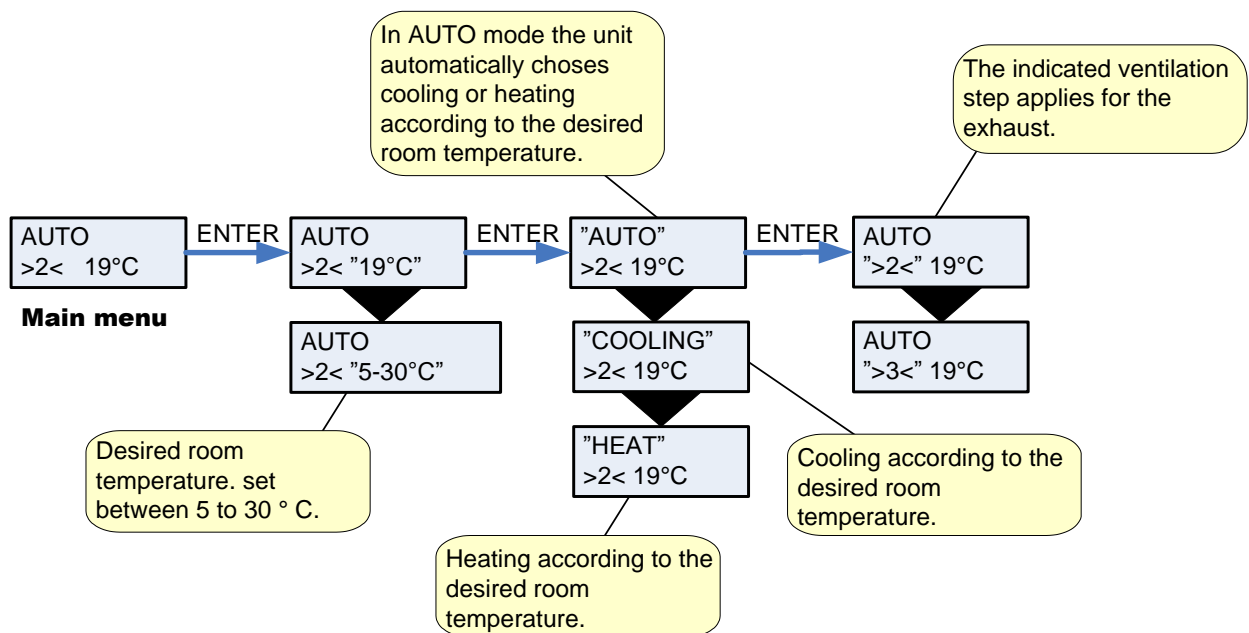 In AUTO mode the unit
automatically choses
cooling or heating
according to the desired
room temperature.
The indicated ventilation
step applies for the
exhaust.
AUTO
>2< 19°C
ENTER
AUTO
>2< "19°C"
ENTER
"AUTO"
>2< 19°C
ENTER
AUTO
">2<" 19°C
Main menu
AUTO
>2< "5-30°C"
"COOLING"
>2< 19°C
AUTO
">3<" 19°C
"HEAT"
>2< 19°C
Desired room
temperature. set
between 5 to 30 ° C.
Cooling according to the
desired room
temperature.
Heating according to the
desired room
temperature.